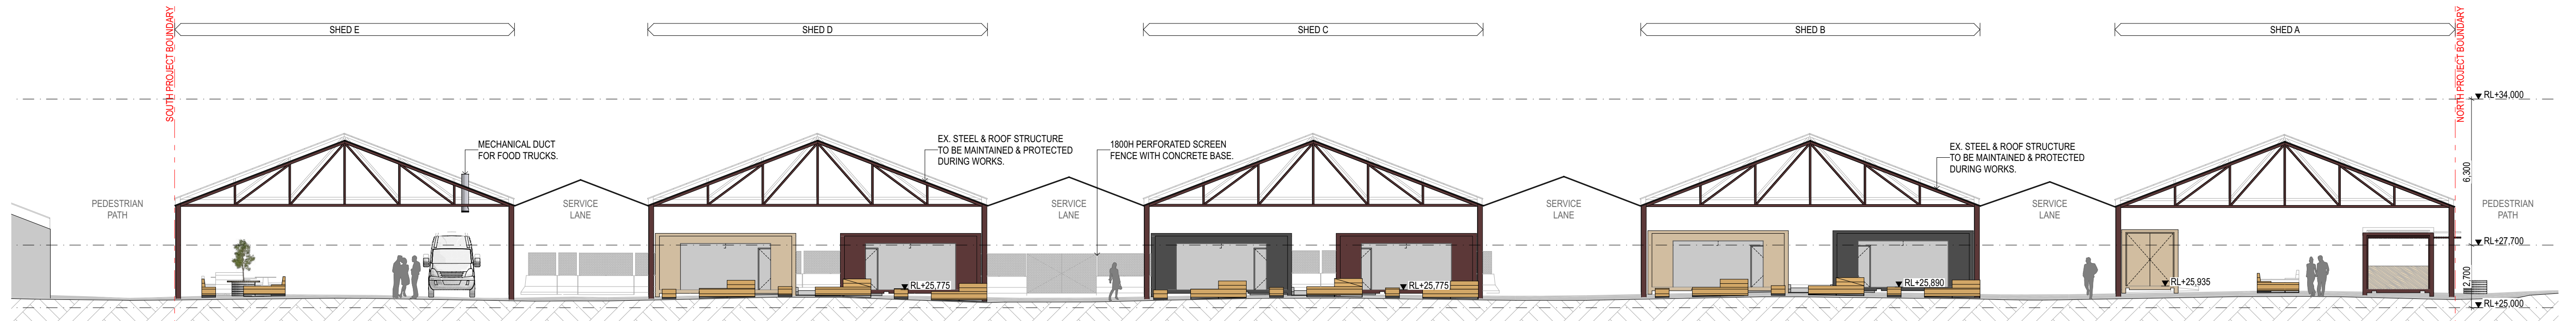 SOUTH PROJECT BOUNDARY
SHED E
SHED D
SHED C
SHED B
SHED A
NORTH PROJECT BOUNDARY
RL+34,000
MECHANICAL DUCT
FOR FOOD TRUCKS.
EX. STEEL & ROOF STRUCTURE
TO BE MAINTAINED & PROTECTED
DURING WORKS.
1800H PERFORATED SCREEN
FENCE WITH CONCRETE BASE.
EX. STEEL & ROOF STRUCTURE
TO BE MAINTAINED & PROTECTED
DURING WORKS.
6,300
PEDESTRIAN
PATH
SERVICE
LANE
SERVICE
LANE
SERVICE
LANE
SERVICE
LANE
PEDESTRIAN
PATH
RL+27,700
RL+25,775
RL+25,775
RL+25,890
RL+25,935
2,700
RL+25,000